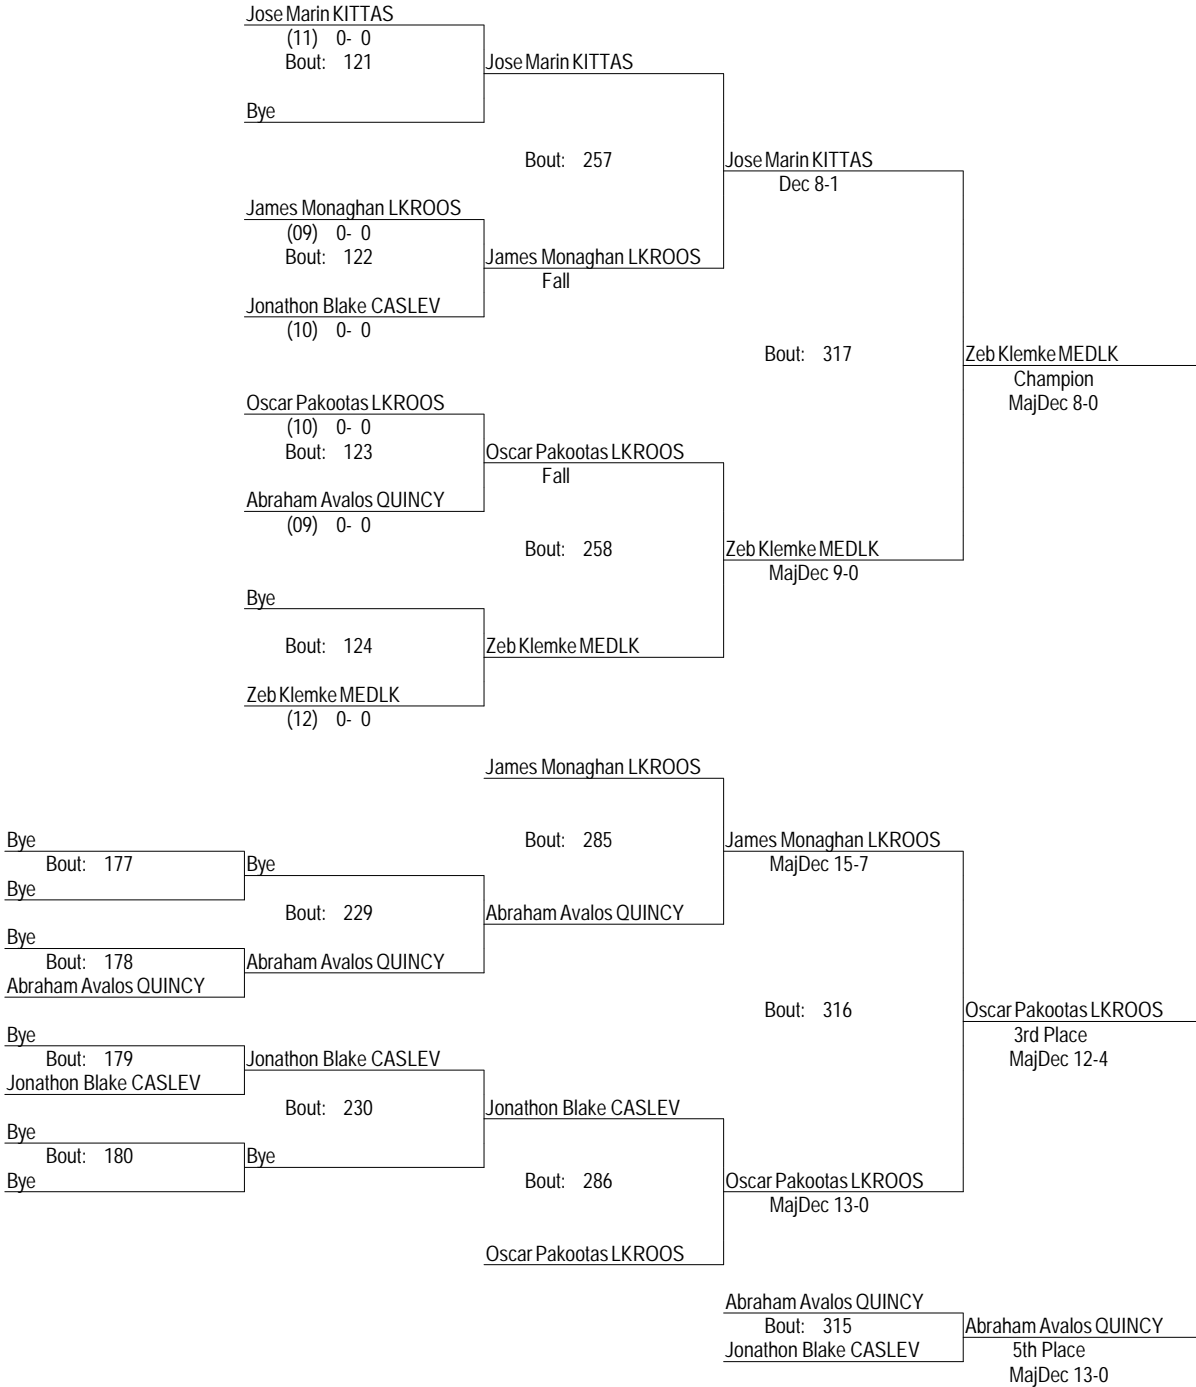 Jose Marin KITTAS
(11) 0- 0
Bout: 121
Jose Marin KITTAS
Bye
Bout: 257
Jose Marin KITTAS
Dec 8-1
James Monaghan LKROOS
(09) 0- 0
Bout: 122
James Monaghan LKROOS
Fall
Jonathon Blake CASLEV
(10) 0- 0
Bout: 317
Zeb Klemke MEDLK
Champion
MajDec 8-0
Oscar Pakootas LKROOS
(10) 0- 0
Bout: 123
Oscar Pakootas LKROOS
Fall
Abraham Avalos QUINCY
(09) 0- 0
Bout: 258
Zeb Klemke MEDLK
MajDec 9-0
Bye
Bout: 124
Zeb Klemke MEDLK
Zeb Klemke MEDLK
(12) 0- 0
James Monaghan LKROOS
Bout: 285
James Monaghan LKROOS
MajDec 15-7
Bye
Bout: 177
Bye
Bye
Bout: 229
Abraham Avalos QUINCY
Bye
Bout: 178
Abraham Avalos QUINCY
Abraham Avalos QUINCY
Bout: 316
Oscar Pakootas LKROOS
3rd Place
MajDec 12-4
Bye
Bout: 179
Jonathon Blake CASLEV
Jonathon Blake CASLEV
Bout: 230
Jonathon Blake CASLEV
Bye
Bout: 180
Bye
Bye
Bout: 286
Oscar Pakootas LKROOS
MajDec 13-0
Oscar Pakootas LKROOS
Abraham Avalos QUINCY
Bout: 315
Abraham Avalos QUINCY
Jonathon Blake CASLEV
5th Place
MajDec 13-0